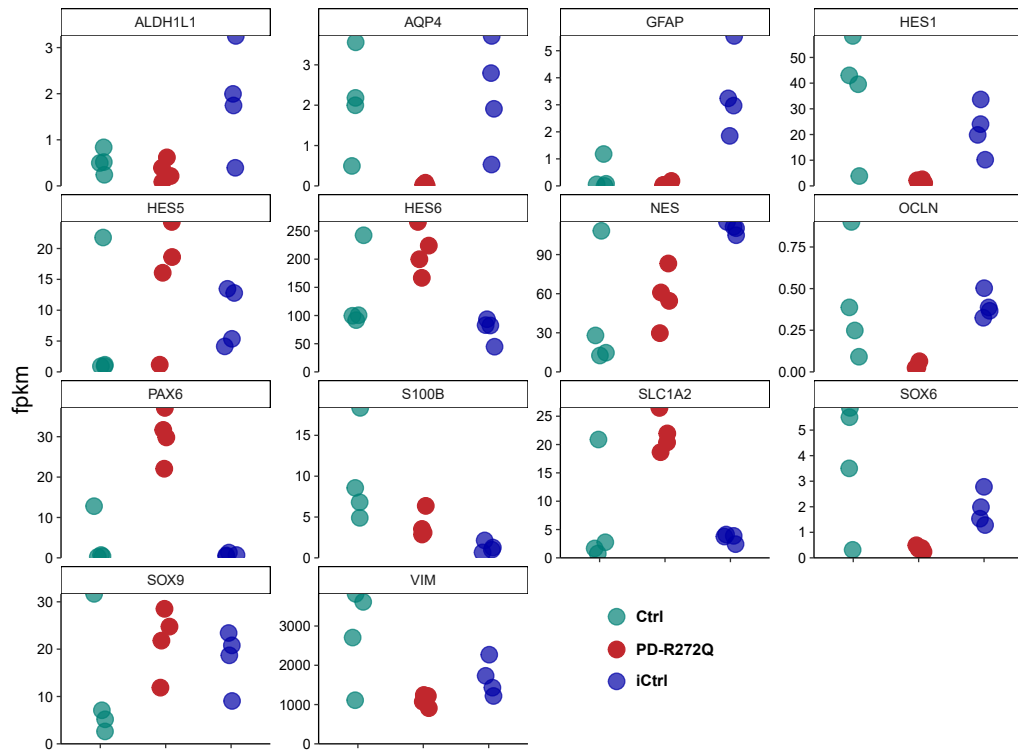 ALDH1L1 AQP4 GFAP HES1
3 2 1 0
3 2 1 0
5 4 3 2 1 0
50 40 30 20 10 0
HES5 HES6 NES OCLN
20 15 10 5 0
250 200 150 100 50 0
90 60 30 0
0.75 0.50 0.25 0.00
fpkm
PAX6 S100B SLC1A2 SOX6
30 20 10 0
15 10 5 0
25 20 15 10 5 0
5 4 3 2 1 0
SOX9 VIM
30 20 10 0
3000 2000 1000 0
Ctrl
PD-R272Q
iCtrl